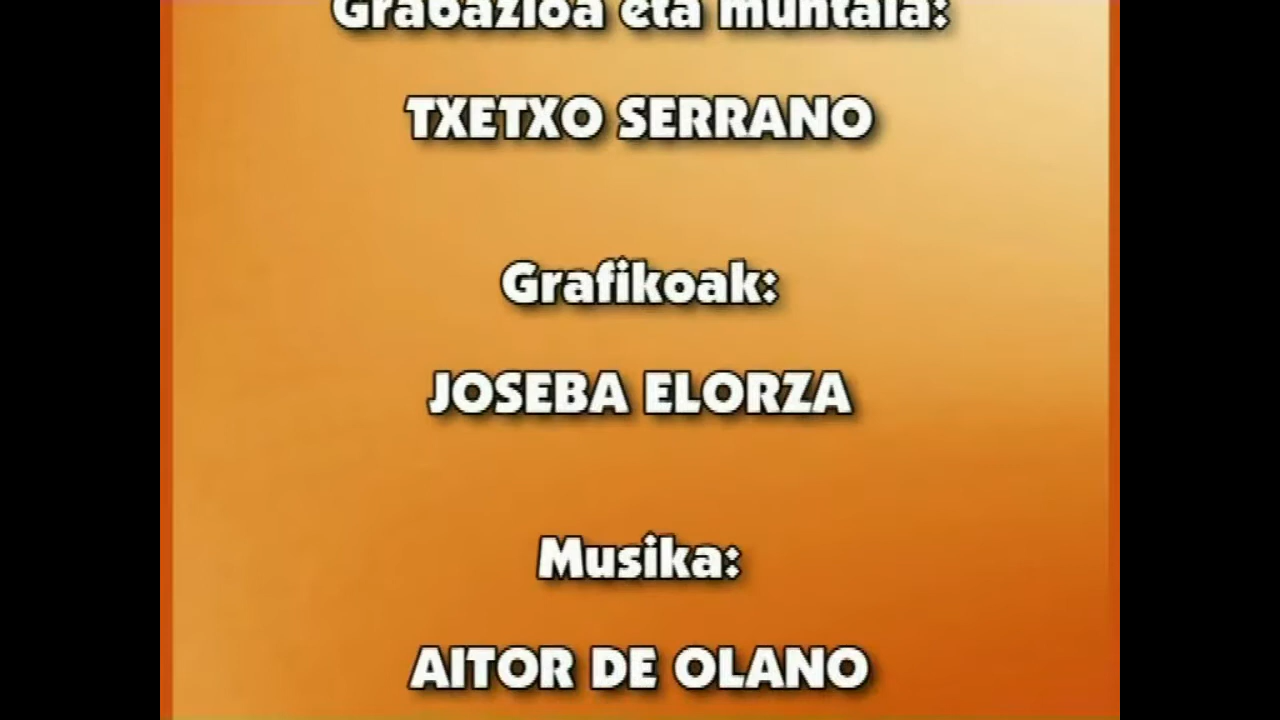 Grabazioa eta muntaia:
TXETXO SERRANO
Grafikoak:
JOSEBA ELORZA
Musika:
AITOR DE OLANO